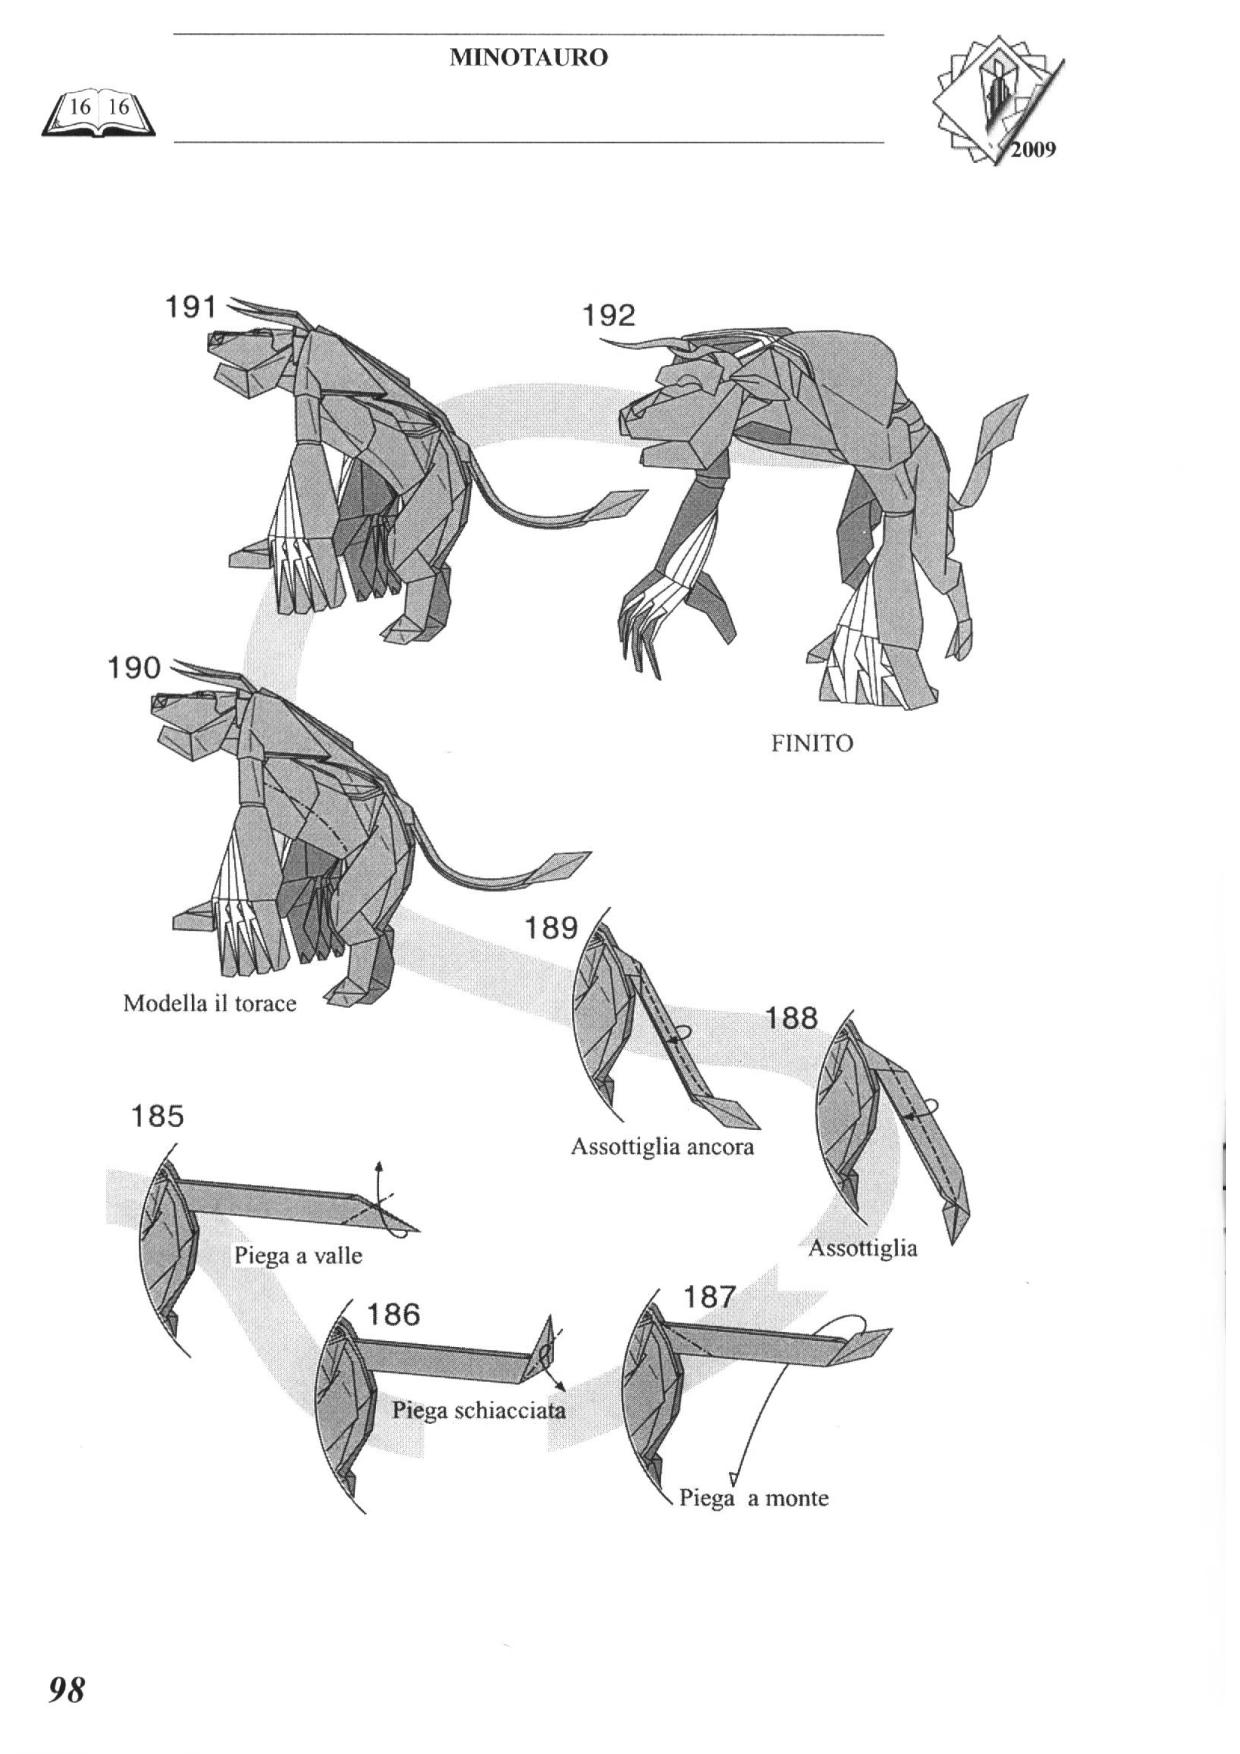 MINOTAURO
16 16
2009
191
192
FINITO
190
Modella il torace
189
Assottiglia ancora
188
Assottiglia
185
Piega a valle
186
Piega schiacciata
187
Piega a monte
98